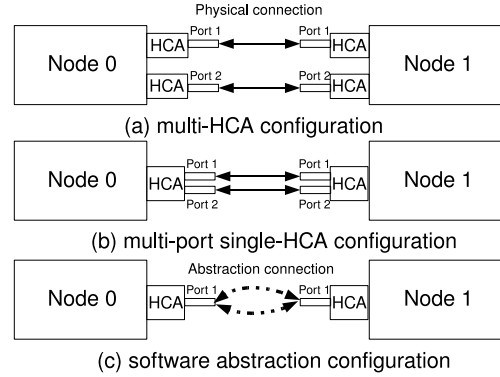 Physical connection
Node 0
HCA
Port 1
Port 1
HCA
Node 1
HCA
Port 2
Port 2
HCA
(a) multi-HCA configuration
Node 0
HCA
Port 1
Port 1
HCA
Node 1
Port 2
Port 2
(b) multi-port single-HCA configuration
Abstraction connection
Node 0
HCA
Port 1
Port 1
HCA
Node 1
(c) software abstraction configuration